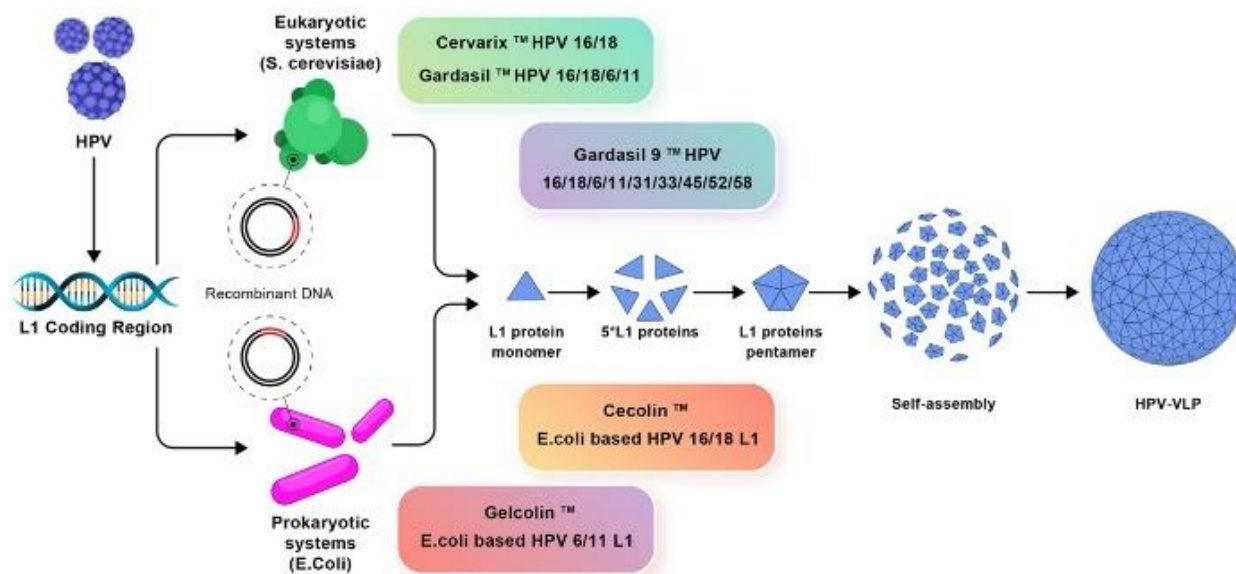 HPV
L1 Coding Region
Eukaryotic
systems
(S. cerevisiae)
Recombinant DNA
Prokaryotic
systems
(E.Coli)
Cervarix ™ HPV 16/18
Gardasil ™ HPV 16/18/6/11
Gardasil 9 ™ HPV
16/18/6/11/31/33/45/52/58
L1 protein
monomer
5*L1 proteins
L1 proteins
pentamer
Self-assembly
HPV-VLP
Cecolin ™
E.coli based HPV 16/18 L1
Gelcolin ™
E.coli based HPV 6/11 L1